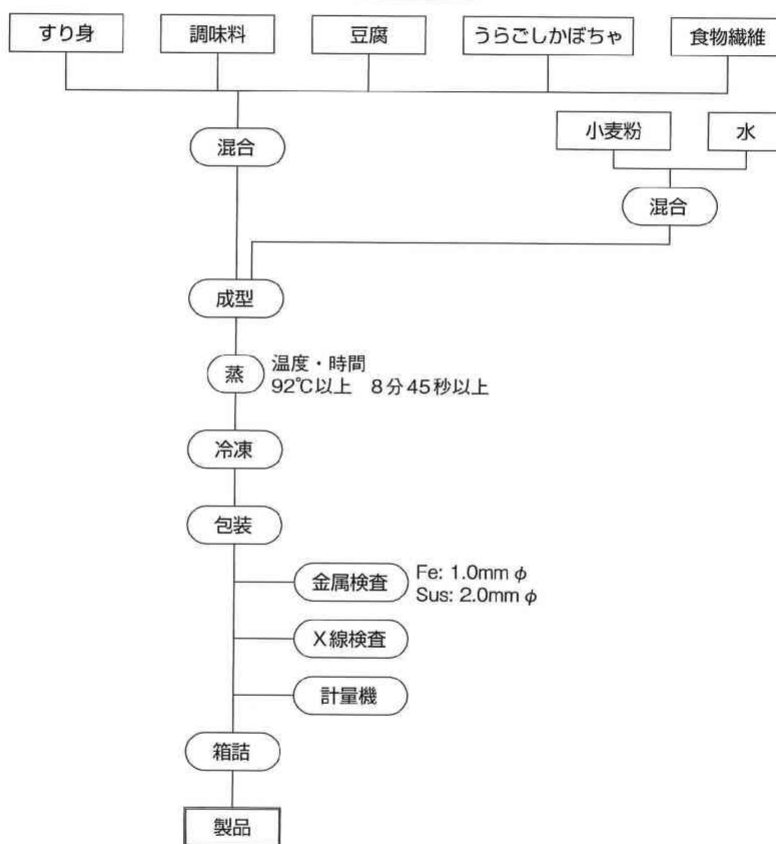 すり身
調味料
豆腐
うらごしかぼちゃ
食物繊維
小麦粉
水
混合
混合
成型
蒸
温度・時間
92℃以上 8分45秒以上
冷凍
包装
金属検査
Fe: 1.0mmφ
Sus: 2.0mmφ
X線検査
計量機
箱詰
製品